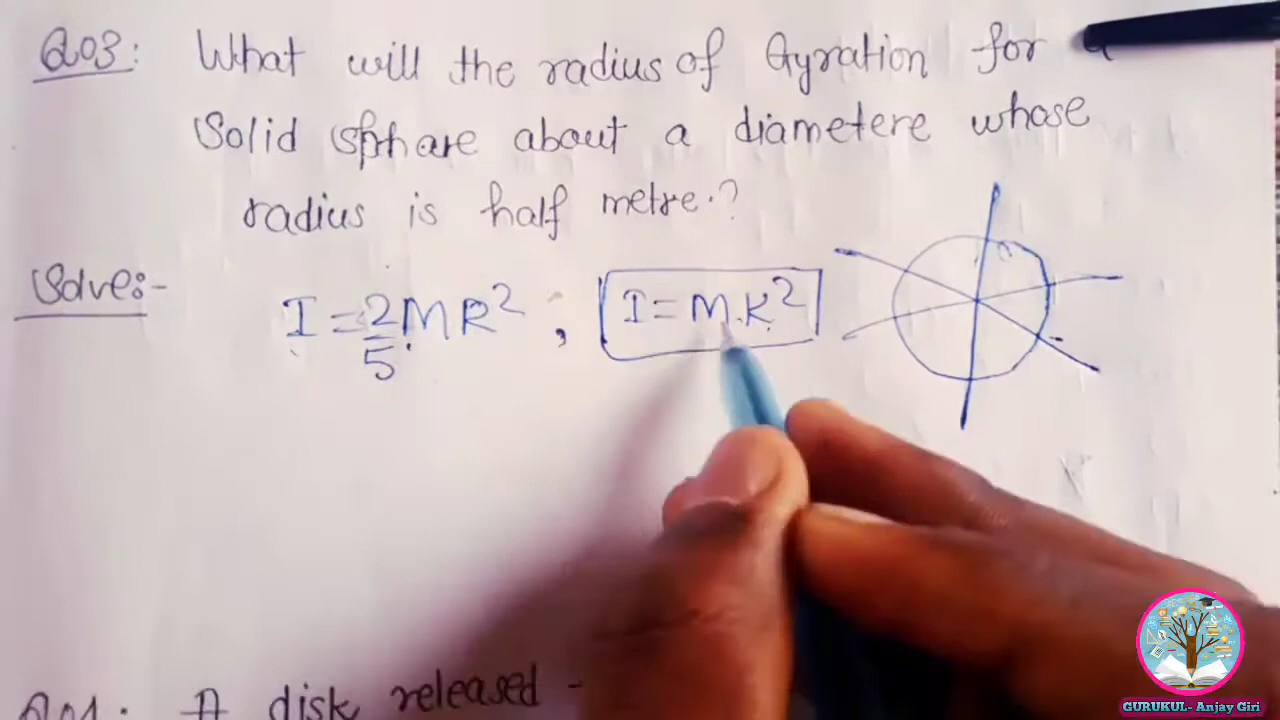 Q03: What will the radius of Gyration for a
Solid Sphare about a diametere whose
radius is half metre.?
Solve:-
I = 2/5 MR², I = MK²
A disk released -
GURUKUL- Anjay Giri